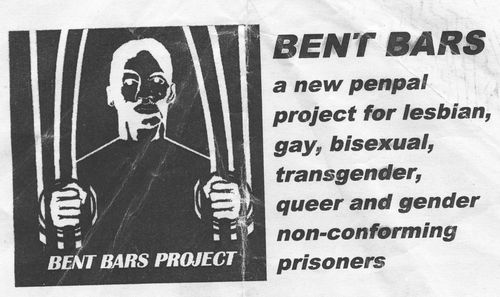 BENT BARS PROJECT
BENT BARS
a new penpal
project for lesbian,
gay, bisexual,
transgender,
queer and gender
non-conforming
prisoners